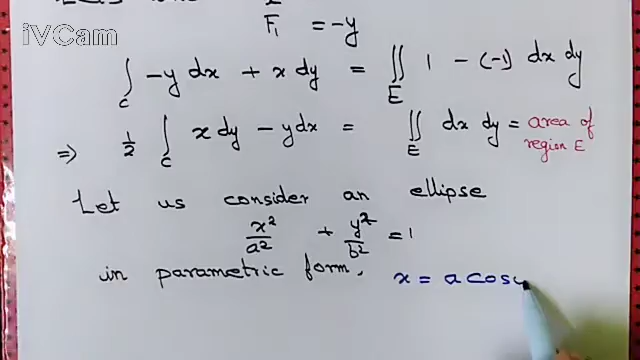 iVCam
F₁ = -y
∫_C -y dx + x dy = ∬_E 1 - (-1) dx dy
⇒ 1/2 ∫_C x dy - y dx = ∬_E dx dy = area of region E
Let us consider an ellipse
x²/a² + y²/b² = 1
in parametric form, x = a cos